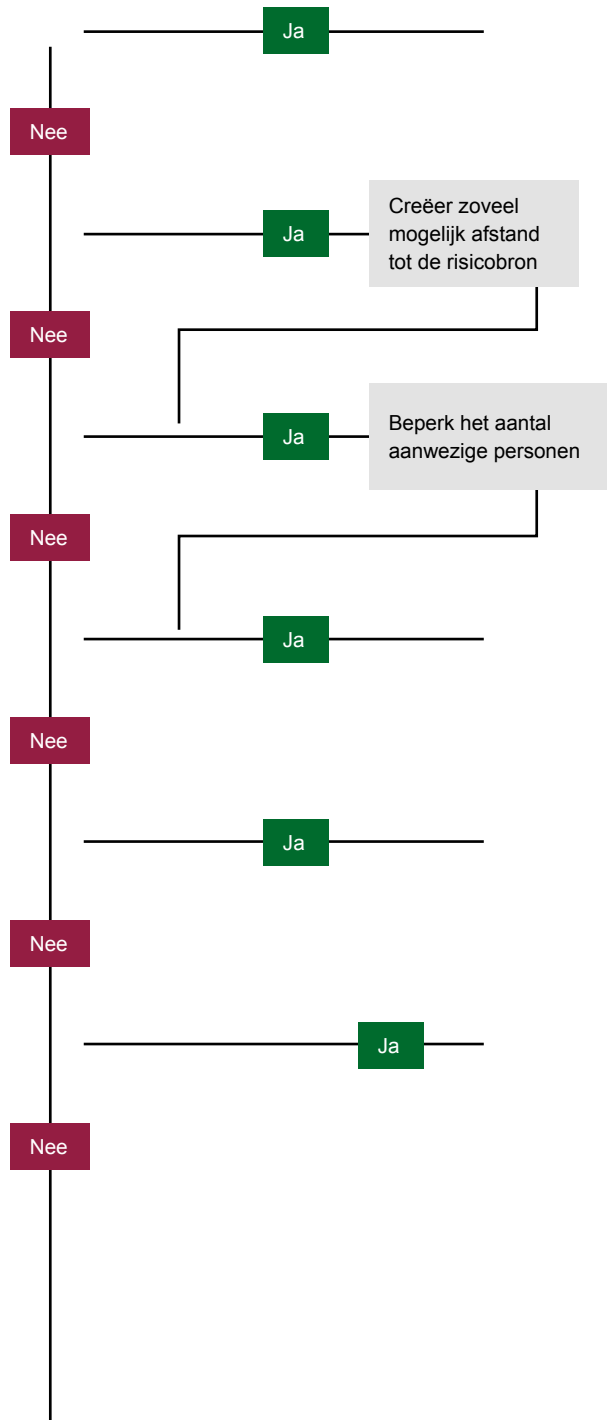 Ja
Nee
Ja
Creëer zoveel
mogelijk afstand
tot de risicobron
Nee
Ja
Beperk het aantal
aanwezige personen
Nee
Ja
Nee
Ja
Nee
Ja
Nee